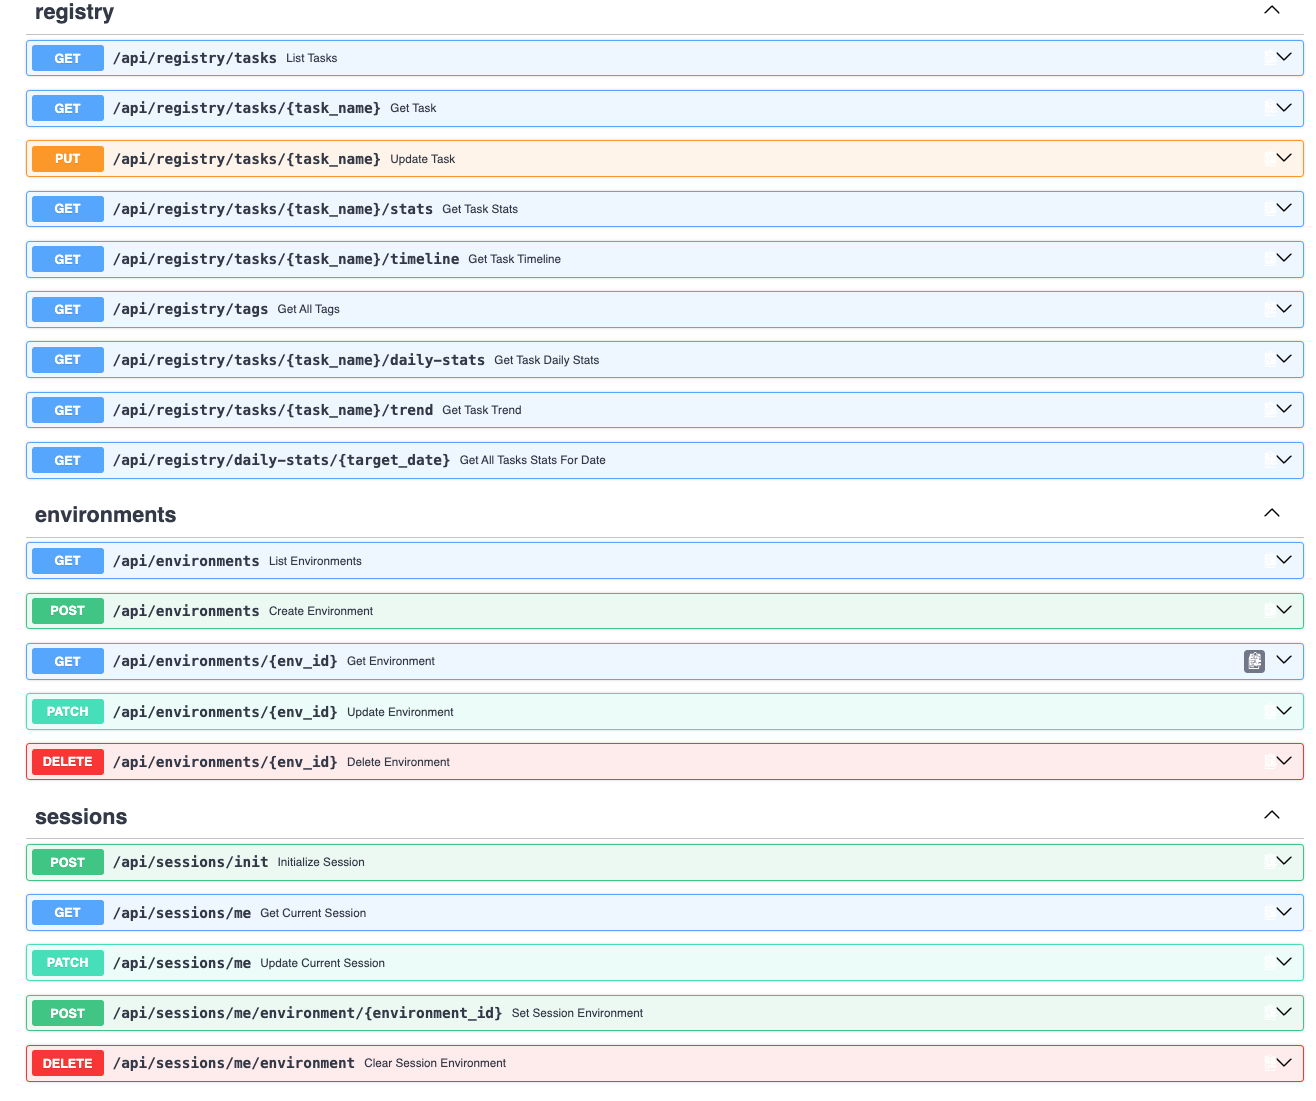 registry
GET /api/registry/tasks List Tasks
GET /api/registry/tasks/{task_name} Get Task
PUT /api/registry/tasks/{task_name} Update Task
GET /api/registry/tasks/{task_name}/stats Get Task Stats
GET /api/registry/tasks/{task_name}/timeline Get Task Timeline
GET /api/registry/tags Get All Tags
GET /api/registry/tasks/{task_name}/daily-stats Get Task Daily Stats
GET /api/registry/tasks/{task_name}/trend Get Task Trend
GET /api/registry/daily-stats/{target_date} Get All Tasks Stats For Date
environments
GET /api/environments List Environments
POST /api/environments Create Environment
GET /api/environments/{env_id} Get Environment
PATCH /api/environments/{env_id} Update Environment
DELETE /api/environments/{env_id} Delete Environment
sessions
POST /api/sessions/init Initialize Session
GET /api/sessions/me Get Current Session
PATCH /api/sessions/me Update Current Session
POST /api/sessions/me/environment/{environment_id} Set Session Environment
DELETE /api/sessions/me/environment Clear Session Environment